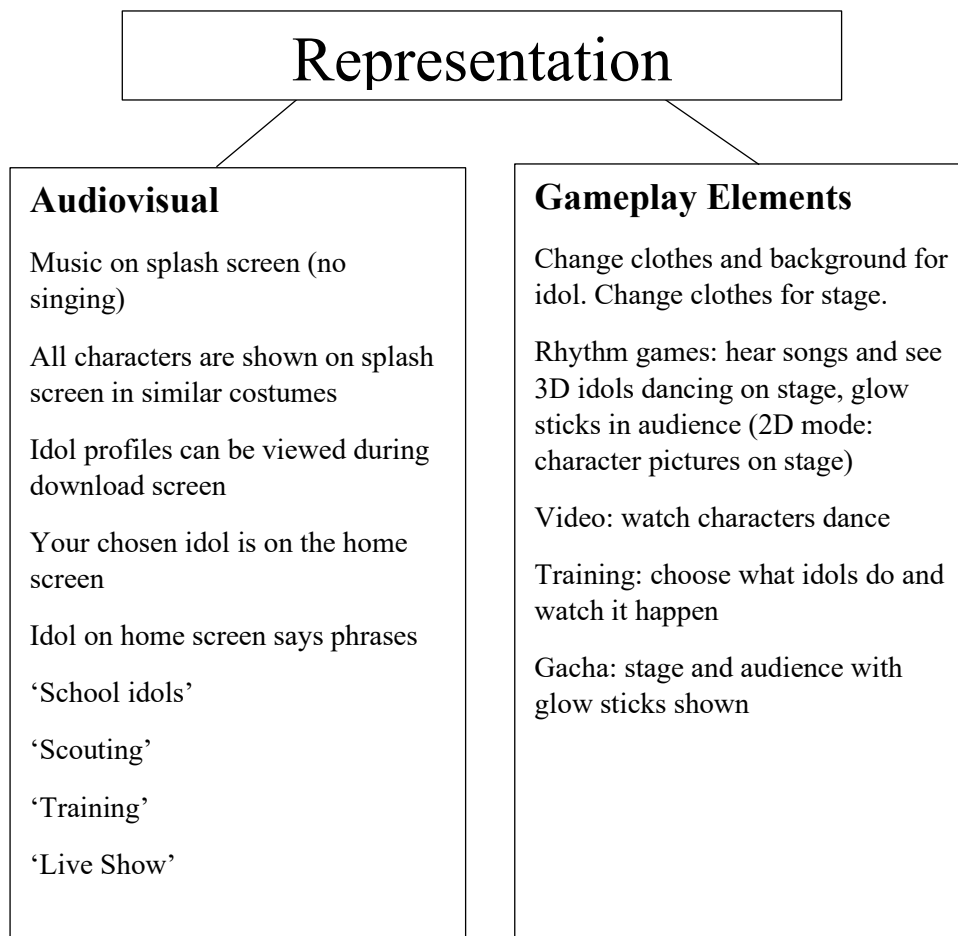 Representation
Audiovisual
Music on splash screen (no
singing)
All characters are shown on splash
screen in similar costumes
Idol profiles can be viewed during
download screen
Your chosen idol is on the home
screen
Idol on home screen says phrases
‘School idols’
‘Scouting’
‘Training’
‘Live Show’
Gameplay Elements
Change clothes and background for
idol. Change clothes for stage.
Rhythm games: hear songs and see
3D idols dancing on stage, glow
sticks in audience (2D mode:
character pictures on stage)
Video: watch characters dance
Training: choose what idols do and
watch it happen
Gacha: stage and audience with
glow sticks shown